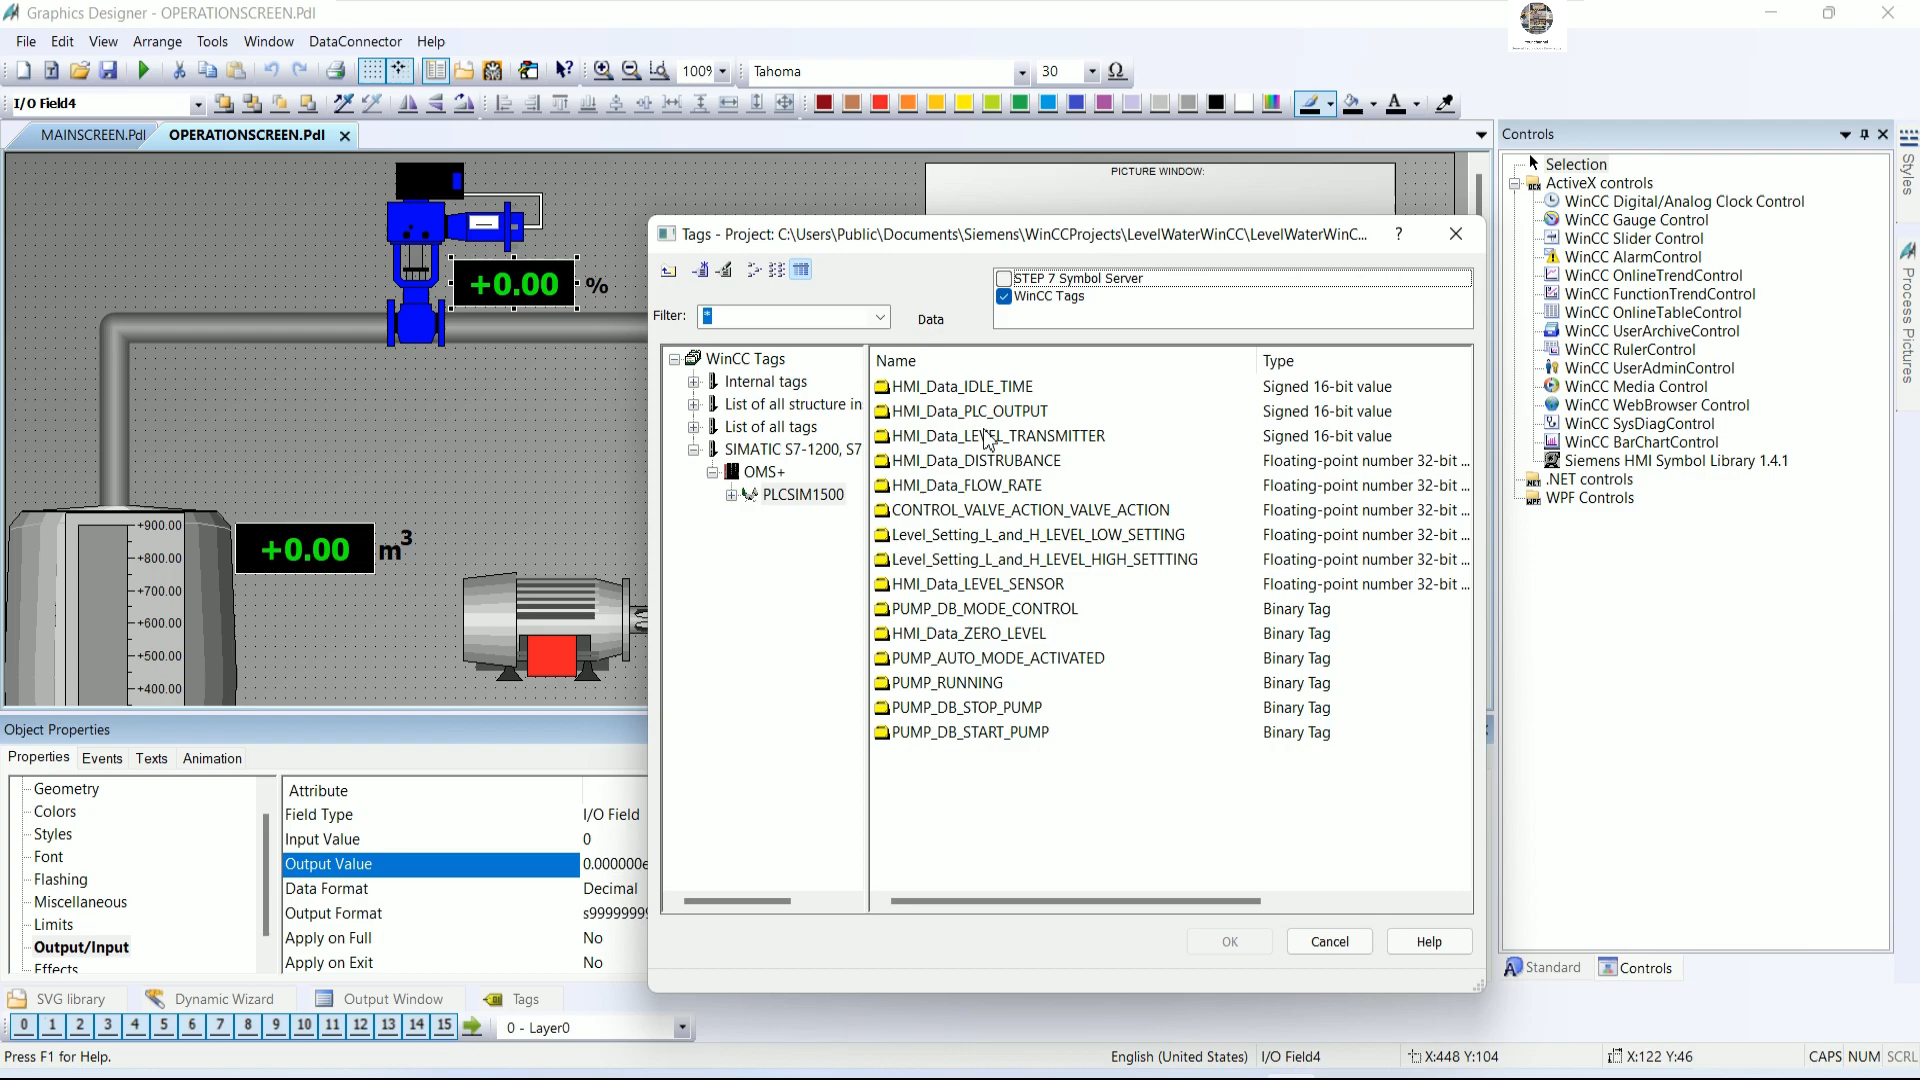 Graphics Designer - OPERATIONSCREEN.Pdl
File Edit View Arrange Tools Window DataConnector Help
100% Tahoma 30
I/O Field4
MAINSCREEN.Pdl OPERATIONSCREEN.Pdl
PICTURE WINDOW:
+0.00 %
+900.00
+800.00
+700.00
+600.00
+500.00
+400.00
+0.00 m3
Tags - Project: C:\Users\Public\Documents\Siemens\WinCCProjects\LevelWaterWinCC\LevelWaterWinC...
STEP 7 Symbol Server
WinCC Tags
Filter: * Data
WinCC Tags
Internal tags
List of all structure in
List of all tags
SIMATIC S7-1200, S7
OMS+
PLCSIM1500
Name Type
HMI_Data_IDLE_TIME Signed 16-bit value
HMI_Data_PLC_OUTPUT Signed 16-bit value
HMI_Data_LEVEL_TRANSMITTER Signed 16-bit value
HMI_Data_DISTRUBANCE Floating-point number 32-bit ...
HMI_Data_FLOW_RATE Floating-point number 32-bit ...
CONTROL_VALVE_ACTION_VALVE_ACTION Floating-point number 32-bit ...
Level_Setting_L_and_H_LEVEL_LOW_SETTING Floating-point number 32-bit ...
Level_Setting_L_and_H_LEVEL_HIGH_SETTTING Floating-point number 32-bit ...
HMI_Data_LEVEL_SENSOR Floating-point number 32-bit ...
PUMP_DB_MODE_CONTROL Binary Tag
HMI_Data_ZERO_LEVEL Binary Tag
PUMP_AUTO_MODE_ACTIVATED Binary Tag
PUMP_RUNNING Binary Tag
PUMP_DB_STOP_PUMP Binary Tag
PUMP_DB_START_PUMP Binary Tag
OK Cancel Help
Controls
Selection
ActiveX controls
WinCC Digital/Analog Clock Control
WinCC Gauge Control
WinCC Slider Control
WinCC AlarmControl
WinCC OnlineTrendControl
WinCC FunctionTrendControl
WinCC OnlineTableControl
WinCC UserArchiveControl
WinCC RulerControl
WinCC UserAdminControl
WinCC Media Control
WinCC WebBrowser Control
WinCC SysDiagControl
WinCC BarChartControl
Siemens HMI Symbol Library 1.4.1
.NET controls
WPF Controls
Standard Controls
Styles
Process Pictures
Object Properties
Properties Events Texts Animation
Geometry
Colors
Styles
Font
Flashing
Miscellaneous
Limits
Output/Input
Effects
Attribute
Field Type I/O Field
Input Value 0
Output Value 0.000000e
Data Format Decimal
Output Format s9999999
Apply on Full No
Apply on Exit No
SVG library Dynamic Wizard Output Window Tags
0 1 2 3 4 5 6 7 8 9 10 11 12 13 14 15 0 - Layer0
Press F1 for Help. English (United States) I/O Field4 X:448 Y:104 X:122 Y:46 CAPS NUM SCRL